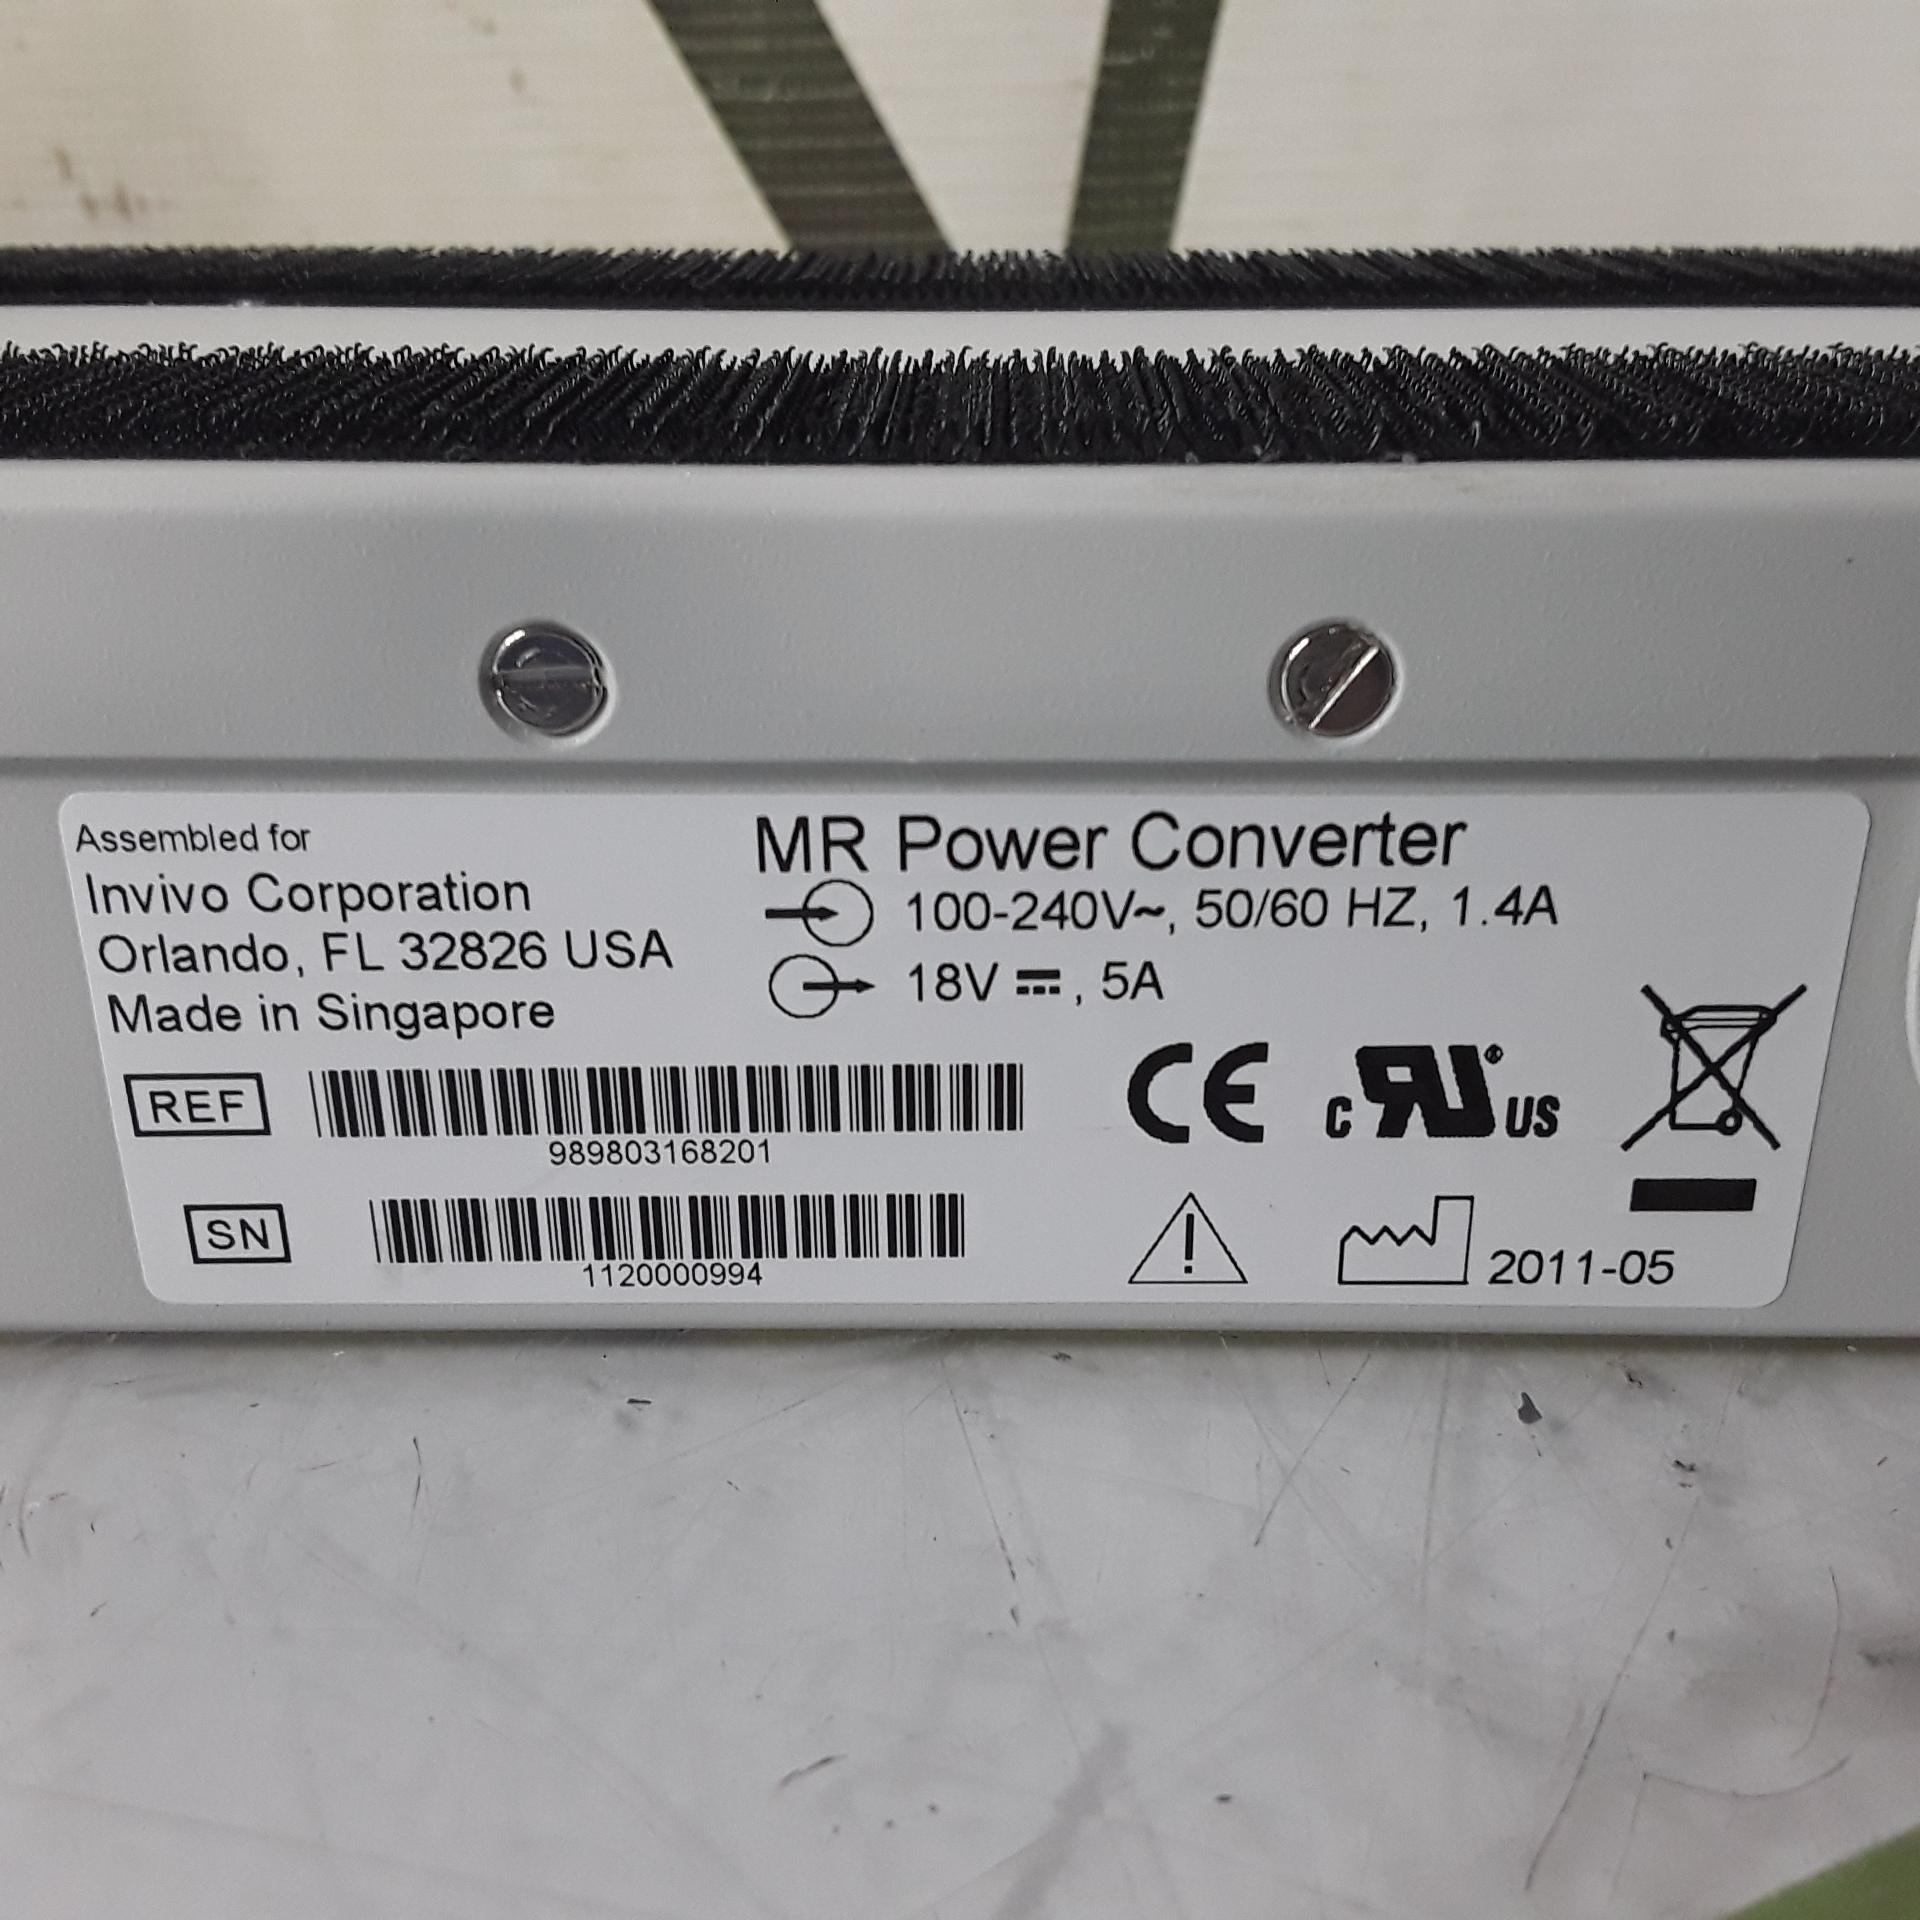 Assembled for
Invivo Corporation
Orlando, FL 32826 USA
Made in Singapore
MR Power Converter
100-240V~, 50/60 HZ, 1.4A
18V ⎓, 5A
REF
989803168201
SN
1120000994
CE
c RU® US
2011-05